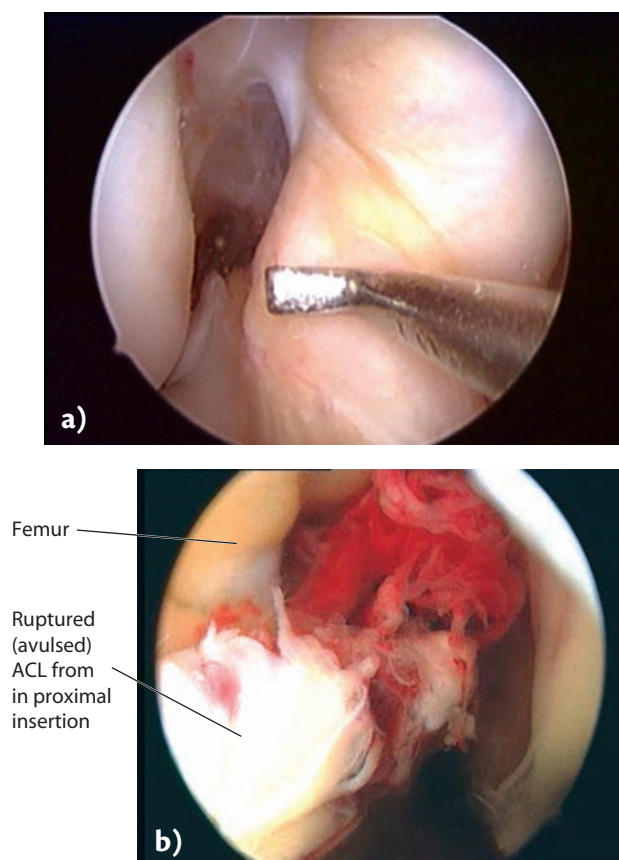 a)
Femur
Ruptured
(avulsed)
ACL from
in proximal
insertion
b)